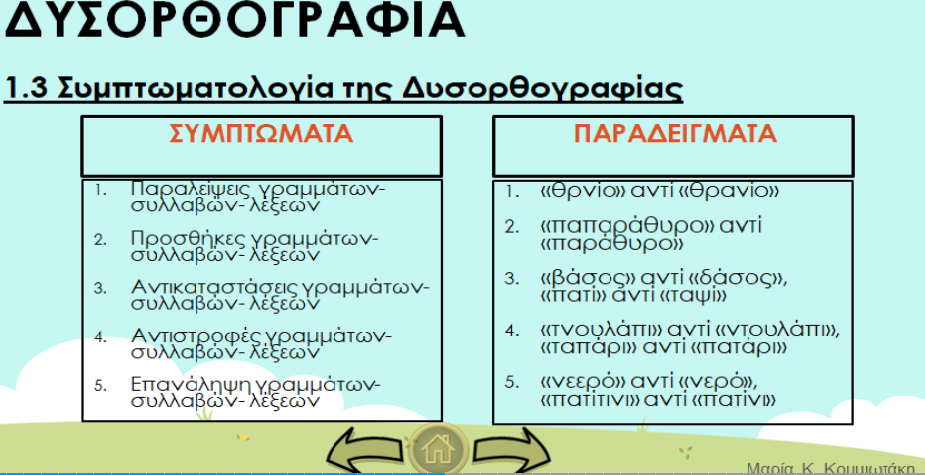 ΔΥΣΟΡΘΟΓΡΑΦΙΑ
1.3 Συμπτωματολογία της Δυσορθογραφίας
ΣΥΜΠΤΩΜΑΤΑ
1. Παραλείψεις γραμμάτων-
συλλαβών- λέξεων
2. Προσθήκες γραμμάτων-
συλλαβών- λέξεων
3. Αντικαταστάσεις γραμμάτων-
συλλαβών- λέξεων
4. Αντιστροφές γραμμάτων-
συλλαβών- λέξεων
5. Επανάληψη γραμμάτων-
συλλαβών- λέξεων
ΠΑΡΑΔΕΙΓΜΑΤΑ
1. «θρνίο» αντί «θρανίο»
2. «παπαράθυρο» αντί
«παράθυρο»
3. «βάσος» αντί «δάσος»,
«πατί» αντί «ταψί»
4. «τνουλάπι» αντί «ντουλάπι»,
«ταπάρι» αντί «πατάρι»
5. «νεερό» αντί «νερό»,
«πατίτινι» αντί «πατίνι»
Μαρία Κ. Κουμιωτάκη